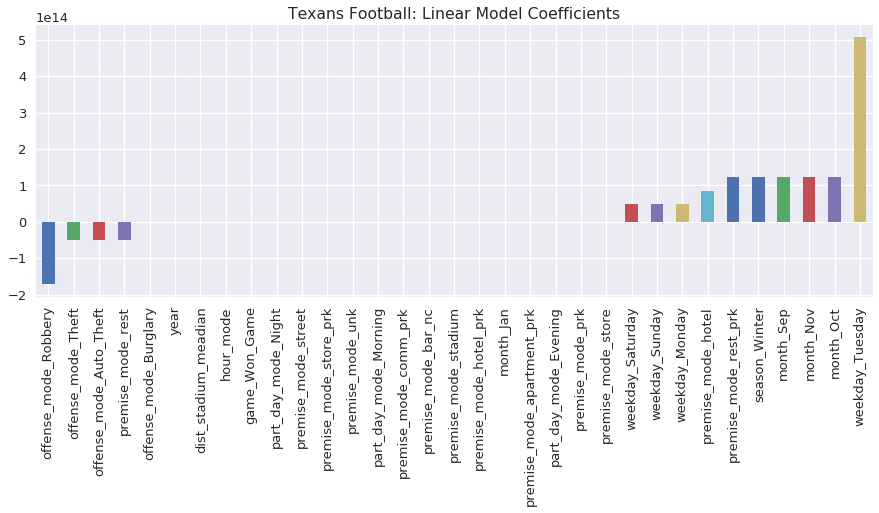 Texans Football: Linear Model Coefficients
1e14
5
4
3
2
1
0
−1
−2
offense_mode_Robbery
offense_mode_Theft
offense_mode_Auto_Theft
premise_mode_rest
offense_mode_Burglary
year
dist_stadium_meadian
hour_mode
game_Won_Game
part_day_mode_Night
premise_mode_street
premise_mode_store_prk
premise_mode_unk
part_day_mode_Morning
premise_mode_comm_prk
premise_mode_bar_nc
premise_mode_stadium
premise_mode_hotel_prk
month_Jan
premise_mode_apartment_prk
part_day_mode_Evening
premise_mode_prk
premise_mode_store
weekday_Saturday
weekday_Sunday
weekday_Monday
premise_mode_hotel
premise_mode_rest_prk
season_Winter
month_Sep
month_Nov
month_Oct
weekday_Tuesday